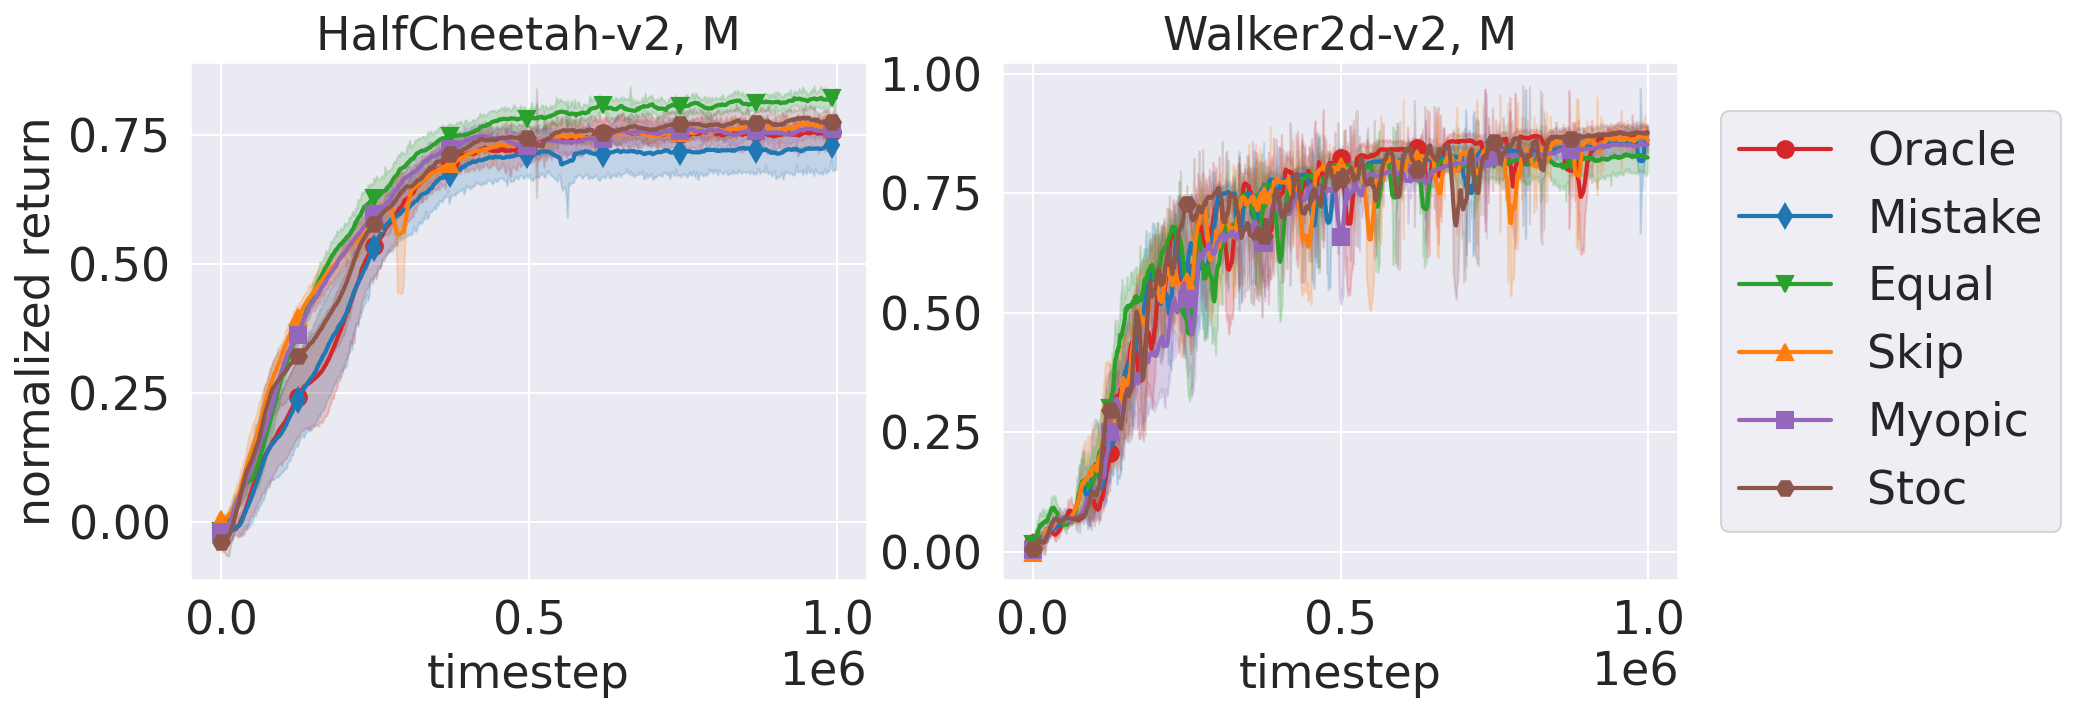 HalfCheetah-v2, M
normalized return
0.75
0.50
0.25
0.00
0.0
0.5
1.0
timestep
1e6
Walker2d-v2, M
1.00
0.75
0.50
0.25
0.00
0.0
0.5
1.0
timestep
1e6
Oracle
Mistake
Equal
Skip
Myopic
Stoc